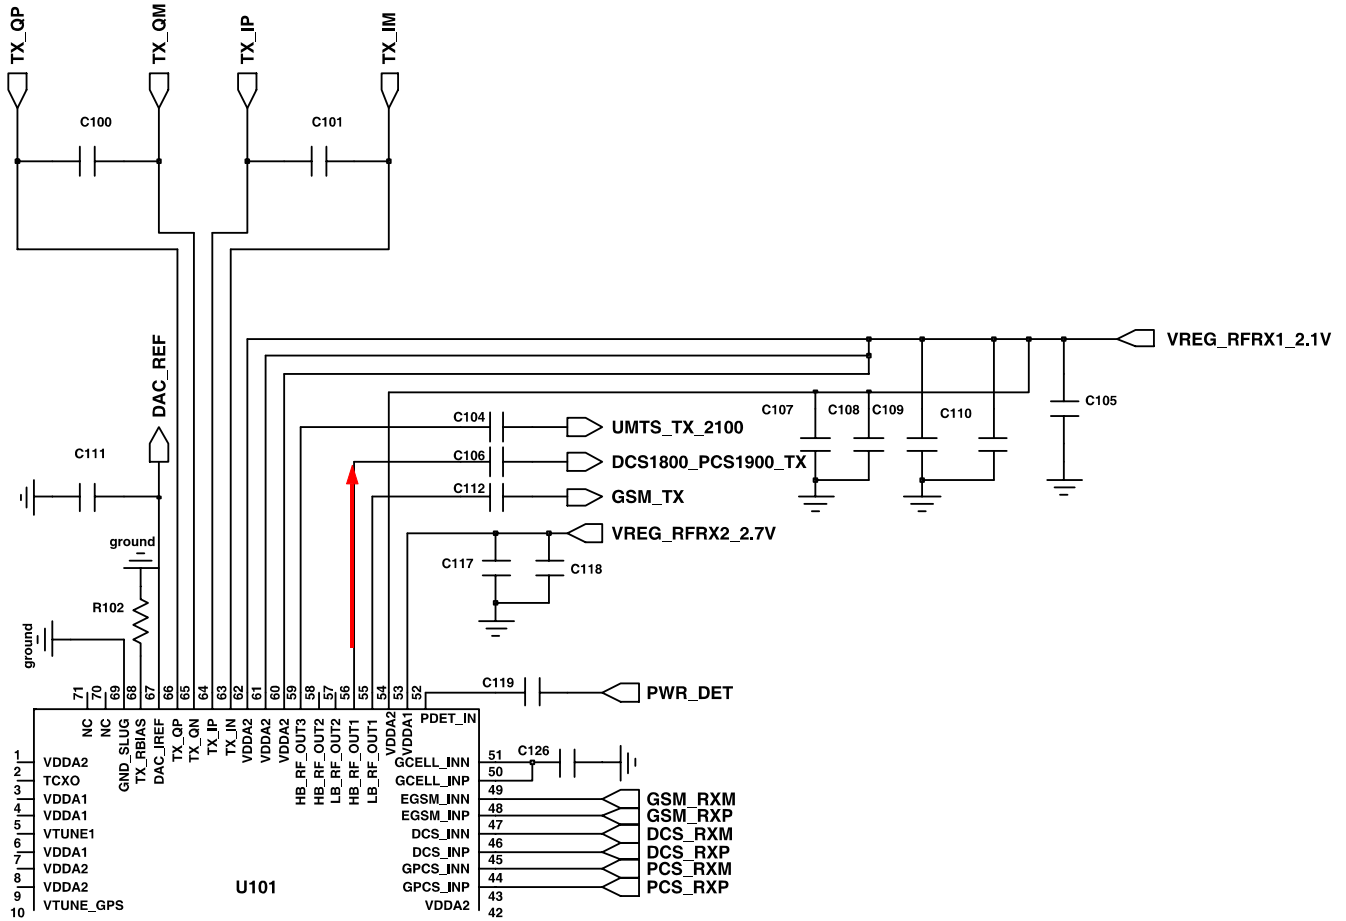 TX_QP
TX_QM
TX_IP
TX_IM
C100
C101
DAC_REF
VREG_RFRX1_2.1V
C107
C108
C109
C110
C105
C104
UMTS_TX_2100
C106
DCS1800_PCS1900_TX
C112
GSM_TX
C111
VREG_RFRX2_2.7V
ground
C117
C118
R102
ground
C119
PWR_DET
71
70
69
68
67
66
65
64
63
62
61
60
59
58
57
56
55
54
53
52
NC
NC
GND_SLUG
TX_RBIAS
DAC_IREF
TX_QP
TX_QN
TX_IP
TX_IN
VDDA2
VDDA2
VDDA2
HB_RF_OUT3
HB_RF_OUT2
LB_RF_OUT2
HB_RF_OUT1
LB_RF_OUT1
VDDA2
VDDA1
PDET_IN
1
VDDA2
2
TCXO
3
VDDA1
4
VDDA1
5
VTUNE1
6
VDDA1
7
VDDA2
8
VDDA2
9
VTUNE_GPS
10
U101
GCELL_INN
51
C126
GCELL_INP
50
EGSM_INN
49
GSM_RXM
EGSM_INP
48
GSM_RXP
DCS_INN
47
DCS_RXM
DCS_INP
46
DCS_RXP
GPCS_INN
45
PCS_RXM
GPCS_INP
44
PCS_RXP
43
VDDA2
42